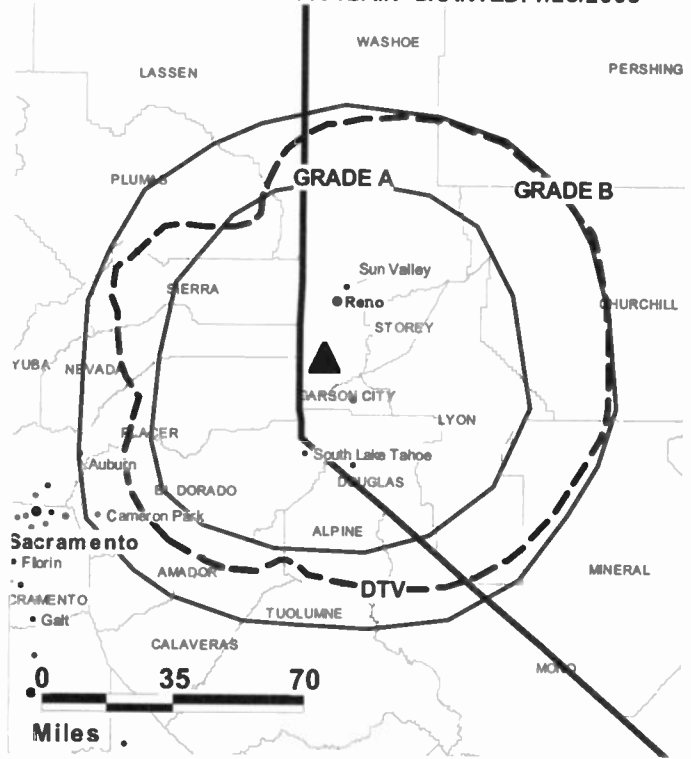 WASHOE
LASSEN
PERSHING
PLUMAS
GRADE A
GRADE B
Sun Valley
SIERRA
Reno
CHURCHILL
STOREY
YUBA
NEVADA
CARSON CITY
LYON
PLACER
South Lake Tahoe
Auburn
DOUGLAS
EL DORADO
Cameron Park
ALPINE
Sacramento
Florin
AMADOR
MINERAL
DTV
CRAMENTO
TUOLUMNE
Galt
CALAVERAS
MONO
0 35 70
Miles